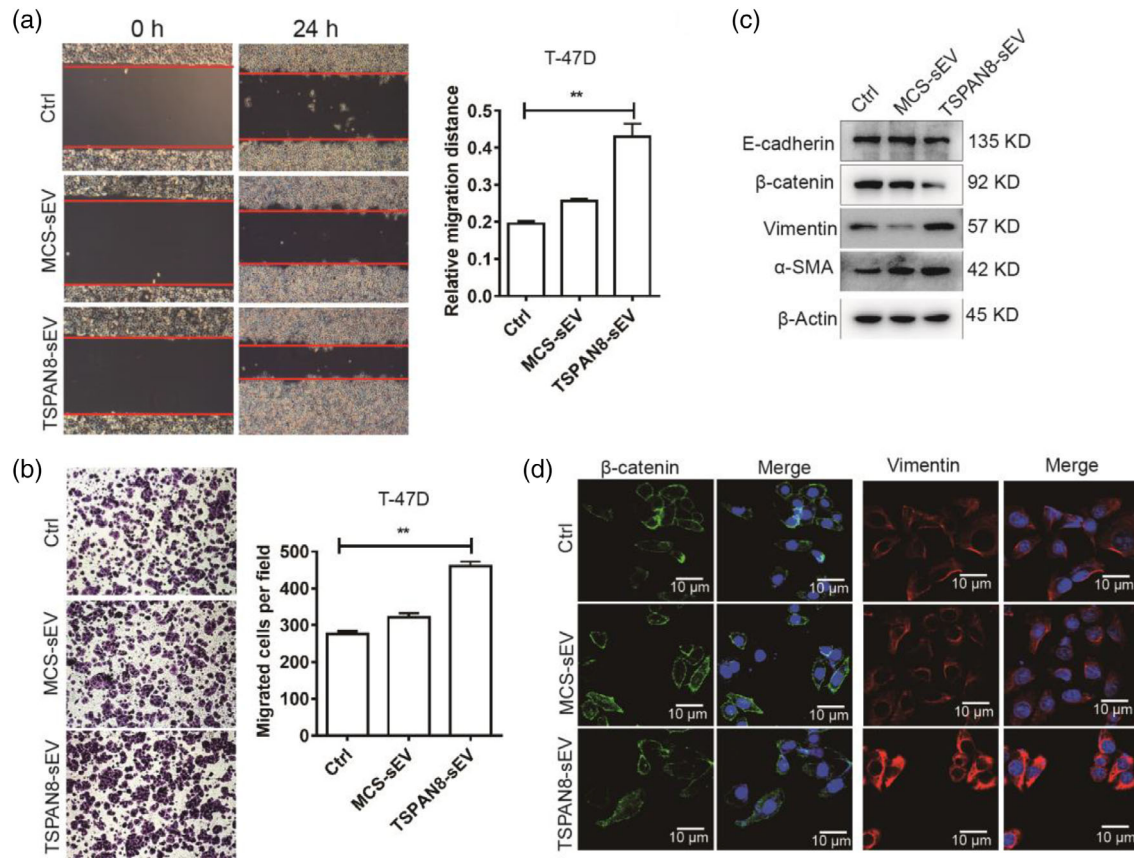 (a)
0 h
24 h
Ctrl
MCS-sEV
TSPAN8-sEV
T-47D
**
Relative migration distance
0.5
0.4
0.3
0.2
0.1
0.0
Ctrl
MCS-sEV
TSPAN8-sEV
(c)
Ctrl
MCS-sEV
TSPAN8-sEV
E-cadherin
135 KD
β-catenin
92 KD
Vimentin
57 KD
α-SMA
42 KD
β-Actin
45 KD
(b)
Ctrl
MCS-sEV
TSPAN8-sEV
T-47D
**
Migrated cells per field
500
400
300
200
100
0
Ctrl
MCS-sEV
TSPAN8-sEV
(d)
β-catenin
Merge
Vimentin
Merge
Ctrl
10 μm
10 μm
10 μm
10 μm
MCS-sEV
10 μm
10 μm
10 μm
10 μm
TSPAN8-sEV
10 μm
10 μm
10 μm
10 μm